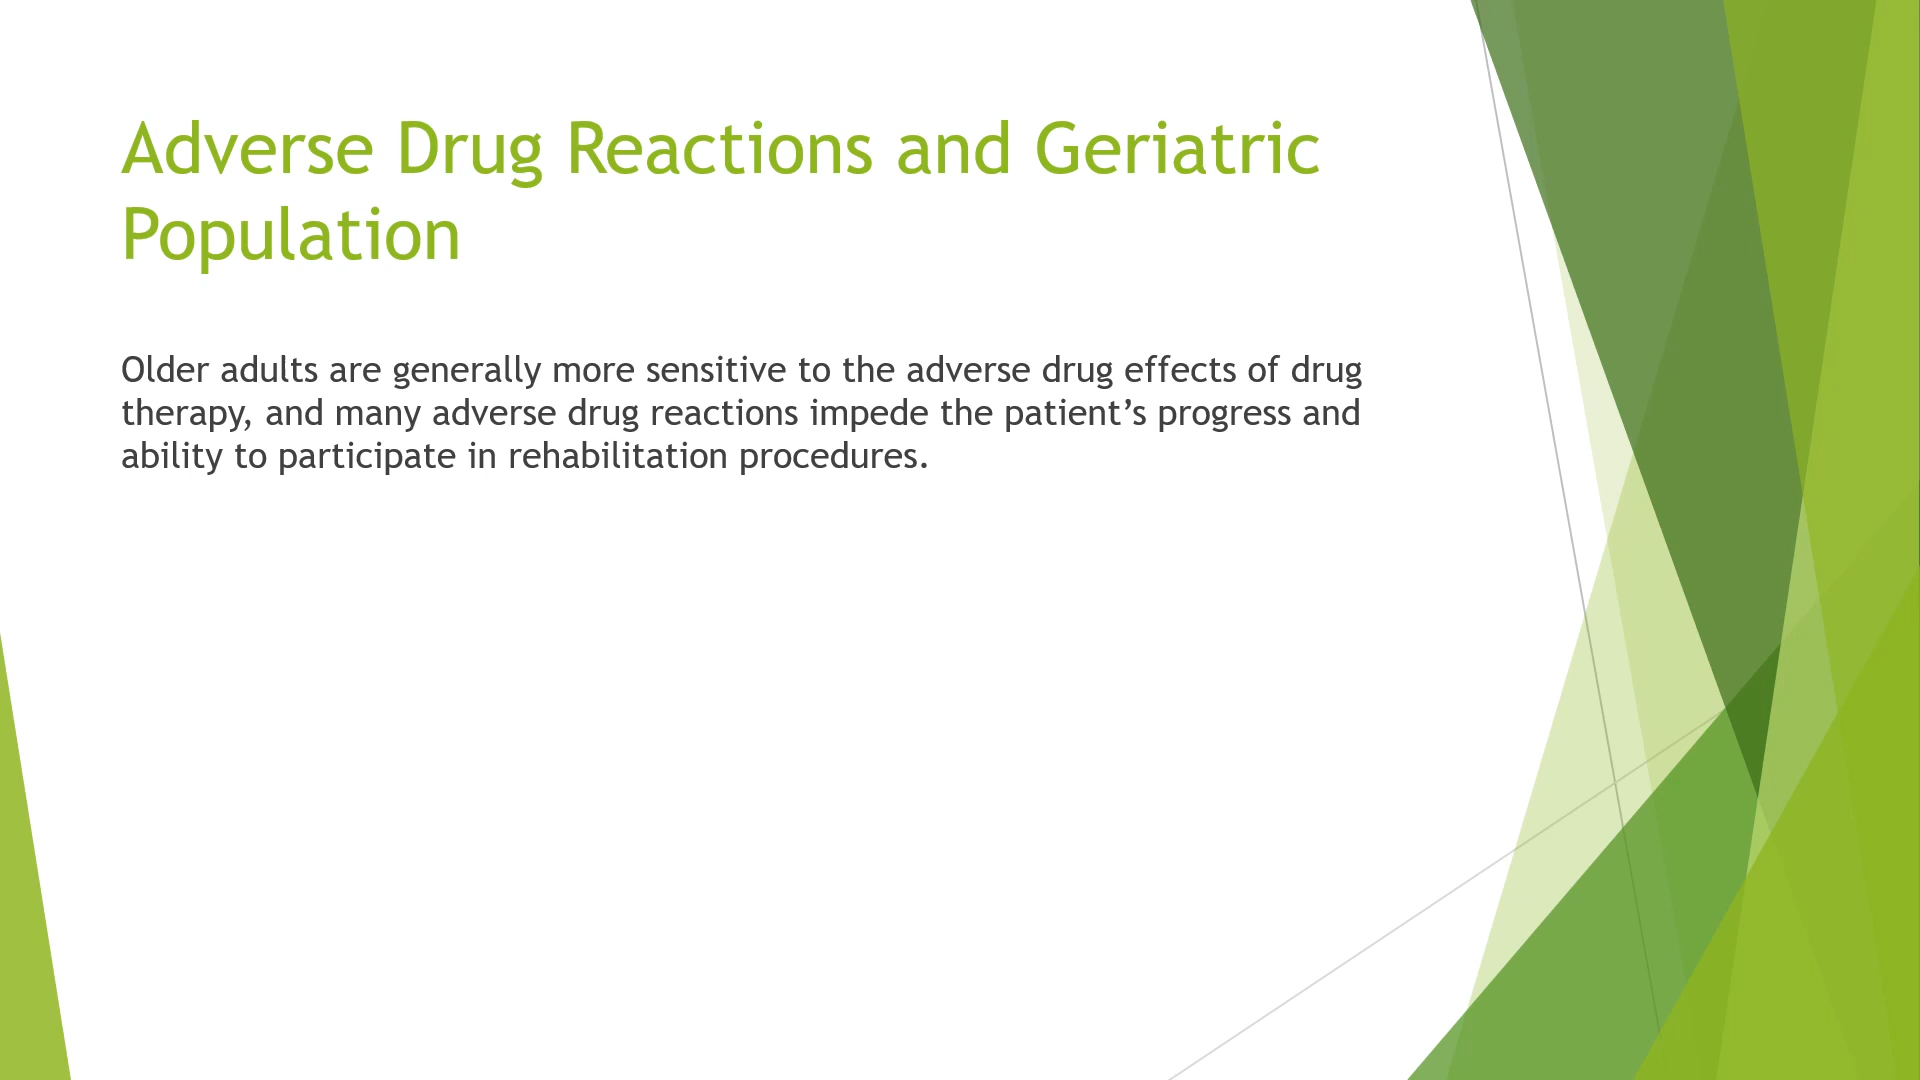 Adverse Drug Reactions and Geriatric
Population
Older adults are generally more sensitive to the adverse drug effects of drug
therapy, and many adverse drug reactions impede the patient’s progress and
ability to participate in rehabilitation procedures.